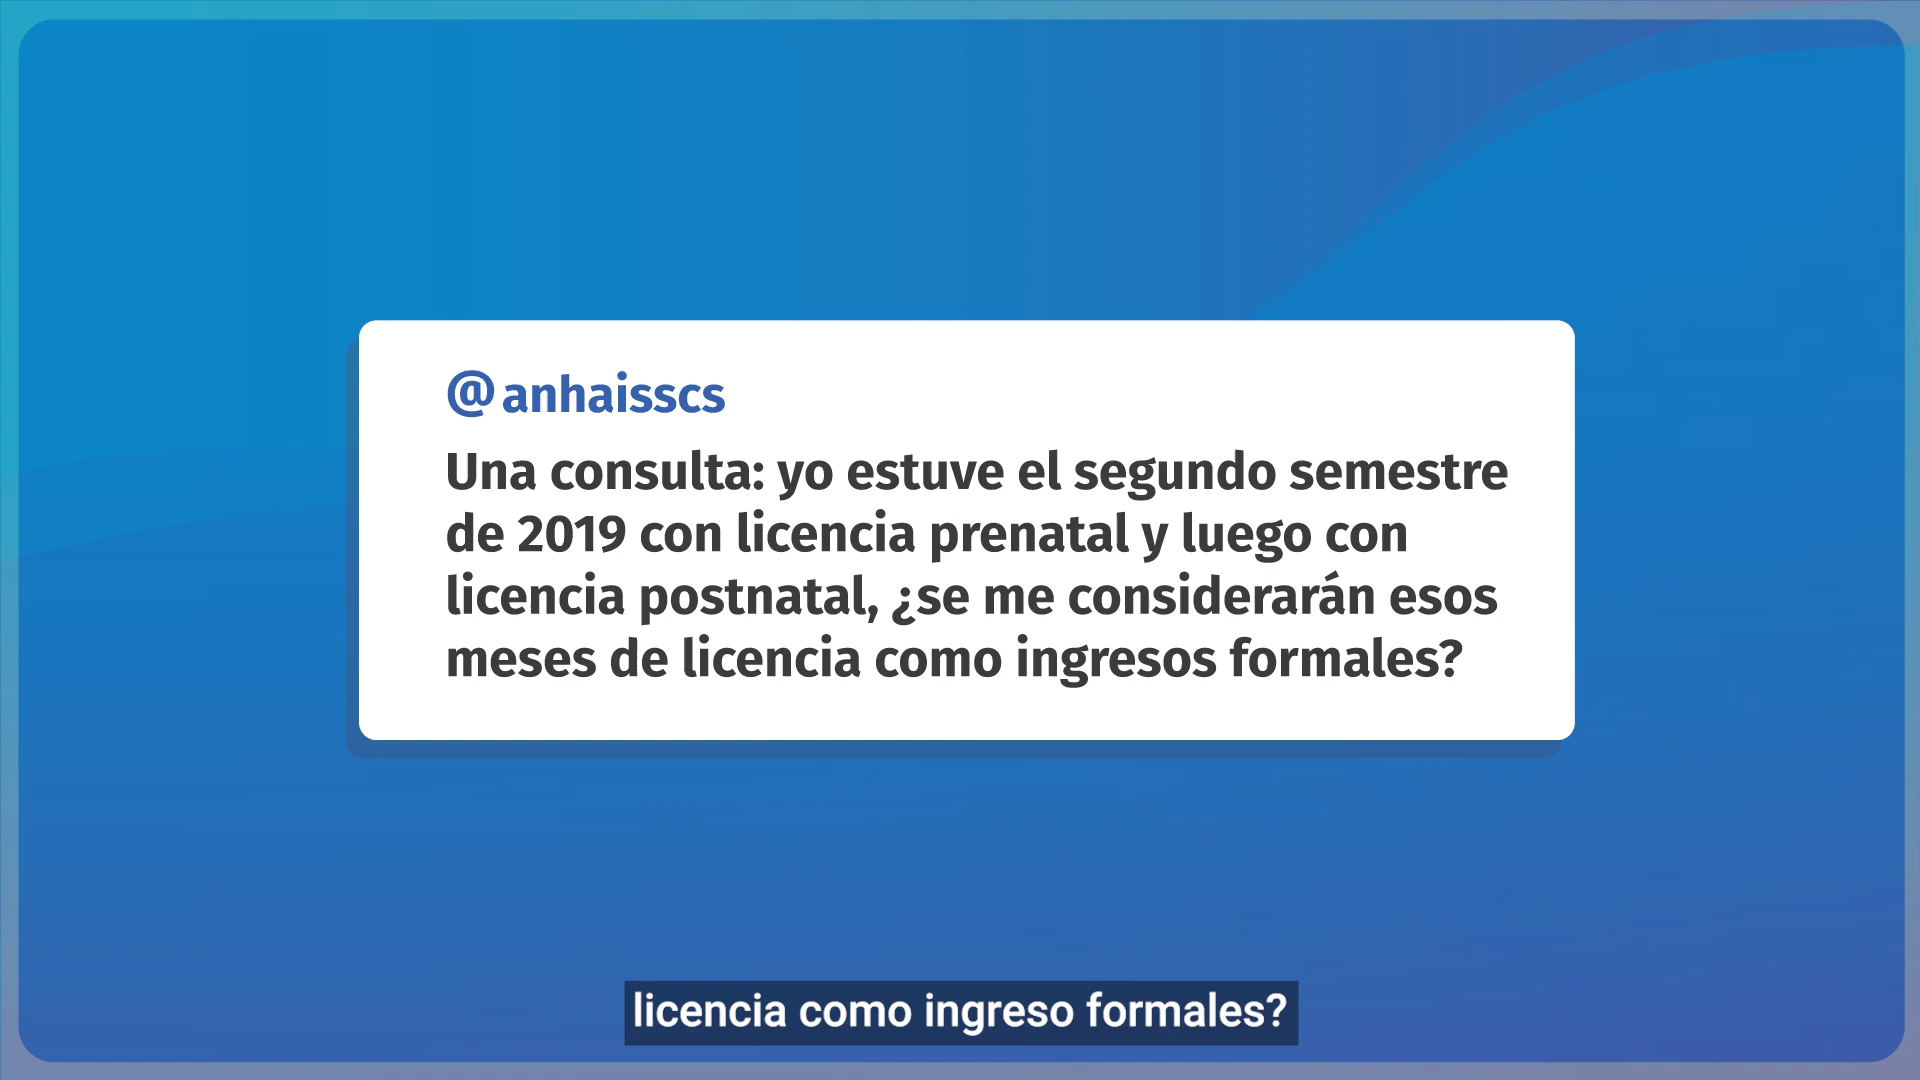 @anhaisscs
Una consulta: yo estuve el segundo semestre
de 2019 con licencia prenatal y luego con
licencia postnatal, ¿se me considerarán esos
meses de licencia como ingresos formales?
licencia como ingreso formales?